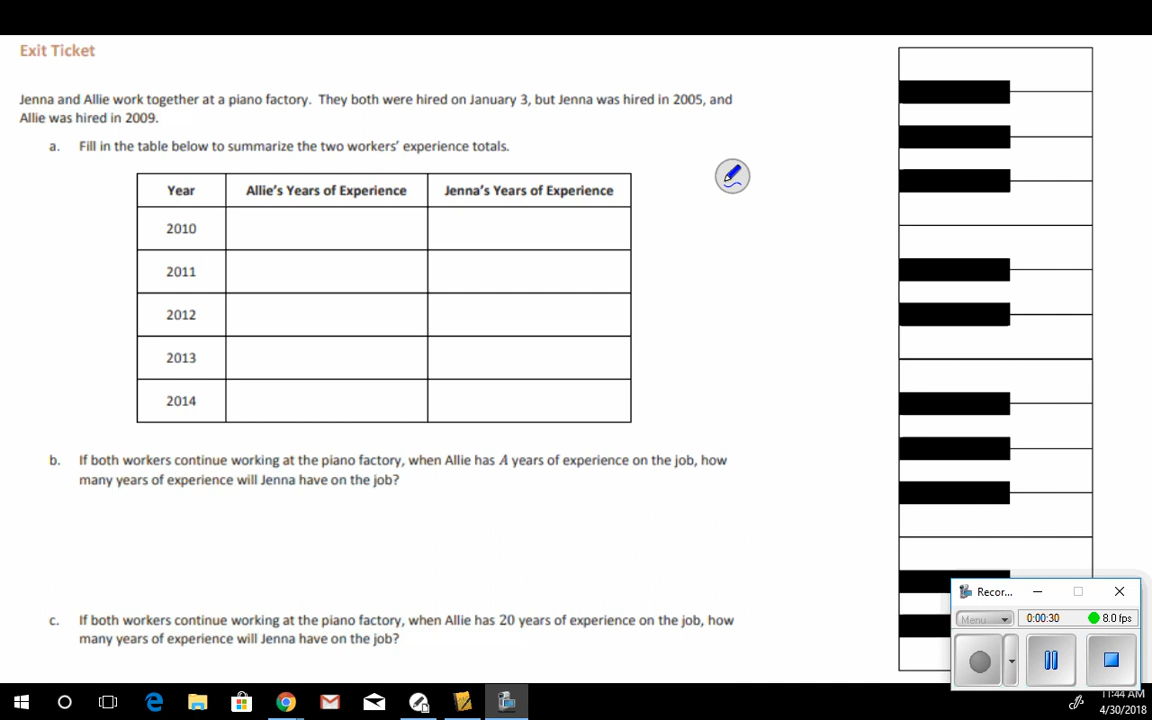 Exit Ticket
Jenna and Allie work together at a piano factory. They both were hired on January 3, but Jenna was hired in 2005, and
Allie was hired in 2009.
a. Fill in the table below to summarize the two workers' experience totals.
Year Allie's Years of Experience Jenna's Years of Experience
2010
2011
2012
2013
2014
b. If both workers continue working at the piano factory, when Allie has A years of experience on the job, how
many years of experience will Jenna have on the job?
c. If both workers continue working at the piano factory, when Allie has 20 years of experience on the job, how
many years of experience will Jenna have on the job?
Recor...
Menu 0:00:30 8.0 fps
11:44 AM
4/30/2018